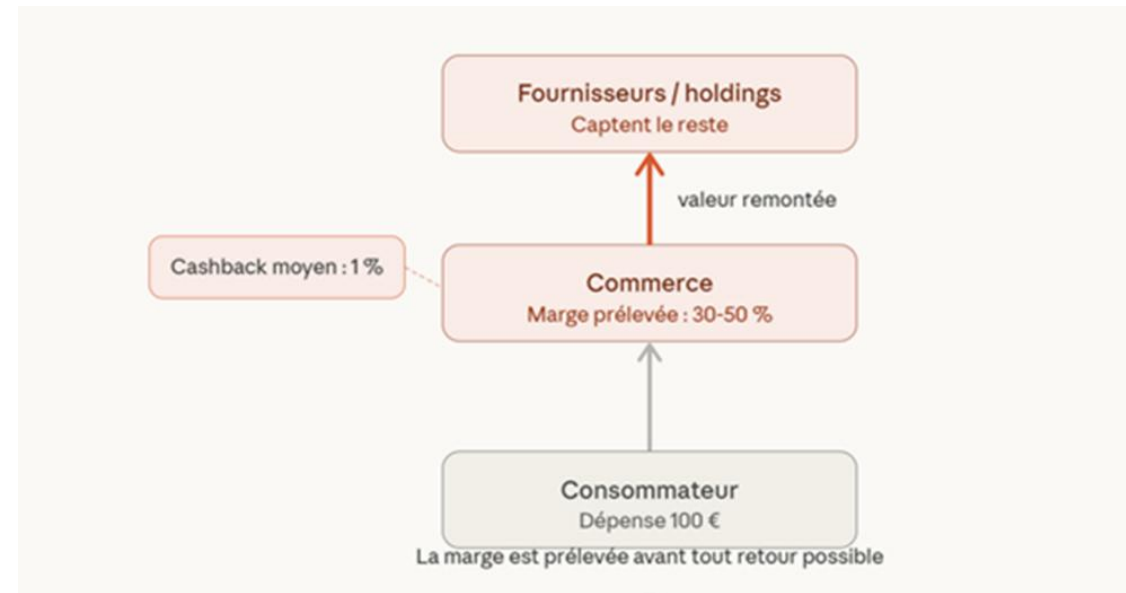 Fournisseurs / holdings
Captent le reste
valeur remontée
Cashback moyen : 1 %
Commerce
Marge prélevée : 30-50 %
Consommateur
Dépense 100 €
La marge est prélevée avant tout retour possible